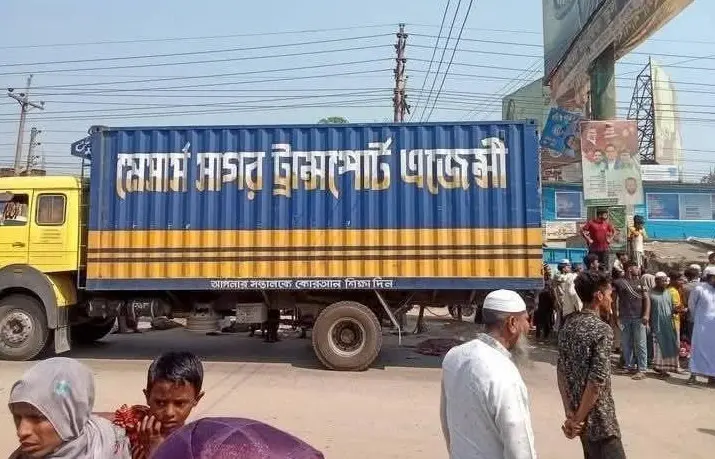 মেসার্স সাগর ট্রান্সপোর্ট এজেন্সী
আপনার সন্তানকে কোরআন শিক্ষা দিন